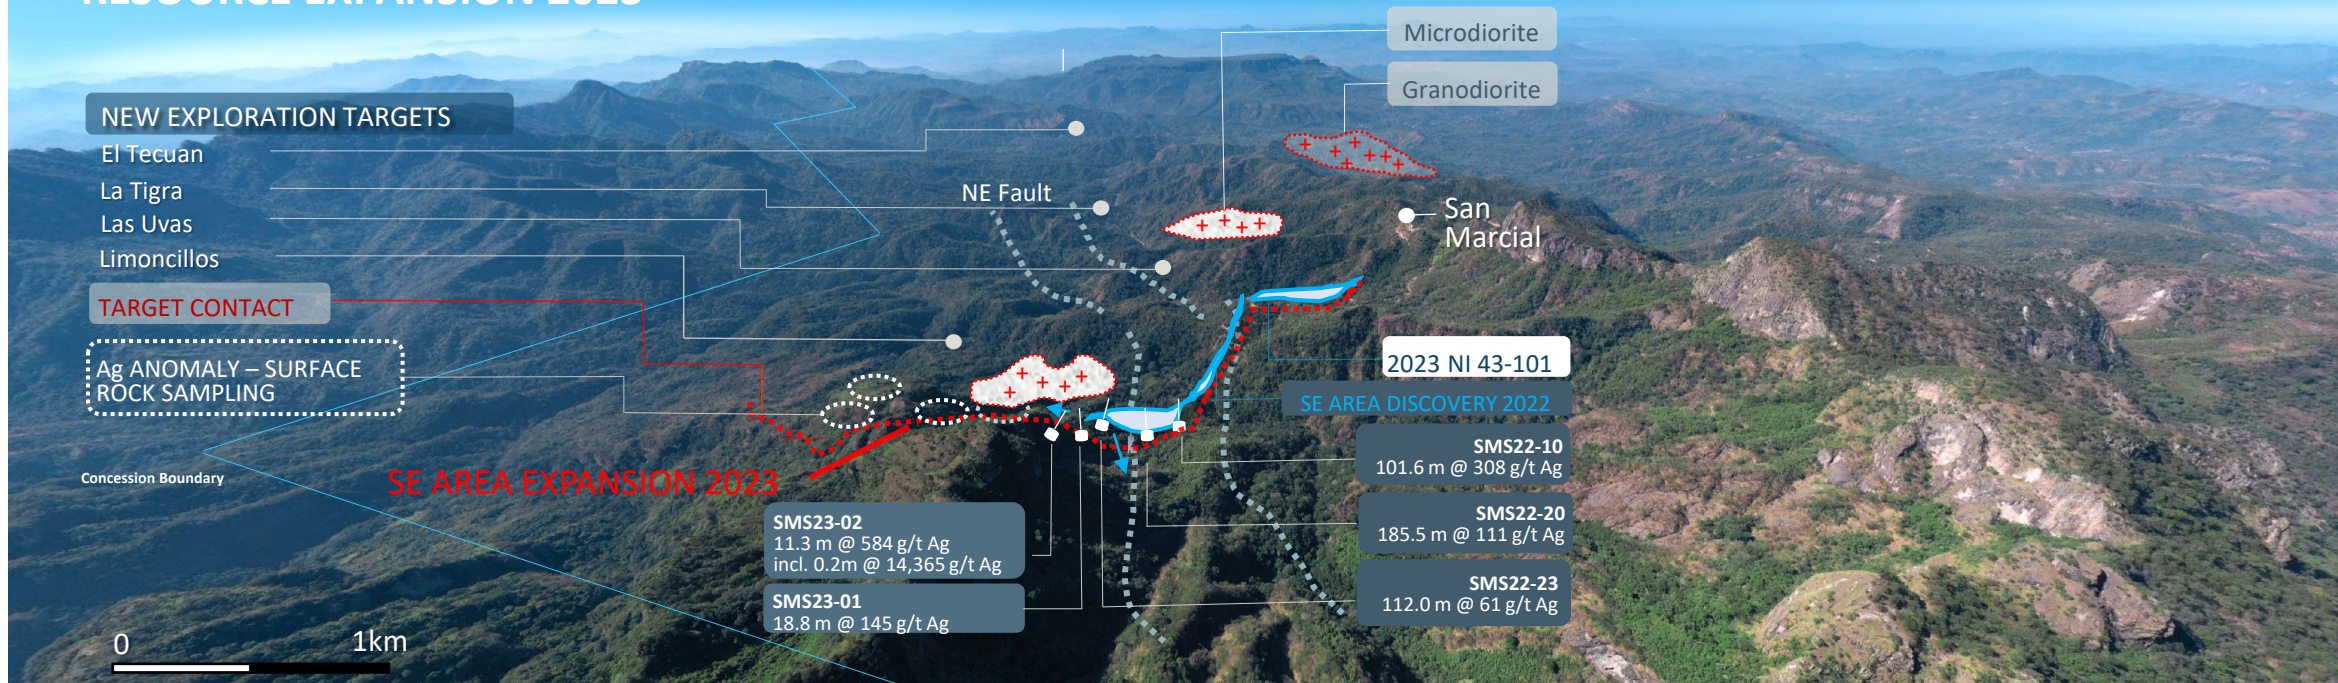 RESOURCE EXPANSION 2023
NEW EXPLORATION TARGETS
El Tecuan
La Tigra
Las Uvas
Limoncillos
TARGET CONTACT
Ag ANOMALY – SURFACE
ROCK SAMPLING
Concession Boundary
0
1km
NE Fault
SE AREA EXPANSION 2023
SMS23-02
11.3 m @ 584 g/t Ag
incl. 0.2m @ 14,365 g/t Ag
SMS23-01
18.8 m @ 145 g/t Ag
Microdiorite
Granodiorite
San
Marcial
2023 NI 43-101
SE AREA DISCOVERY 2022
SMS22-10
101.6 m @ 308 g/t Ag
SMS22-20
185.5 m @ 111 g/t Ag
SMS22-23
112.0 m @ 61 g/t Ag